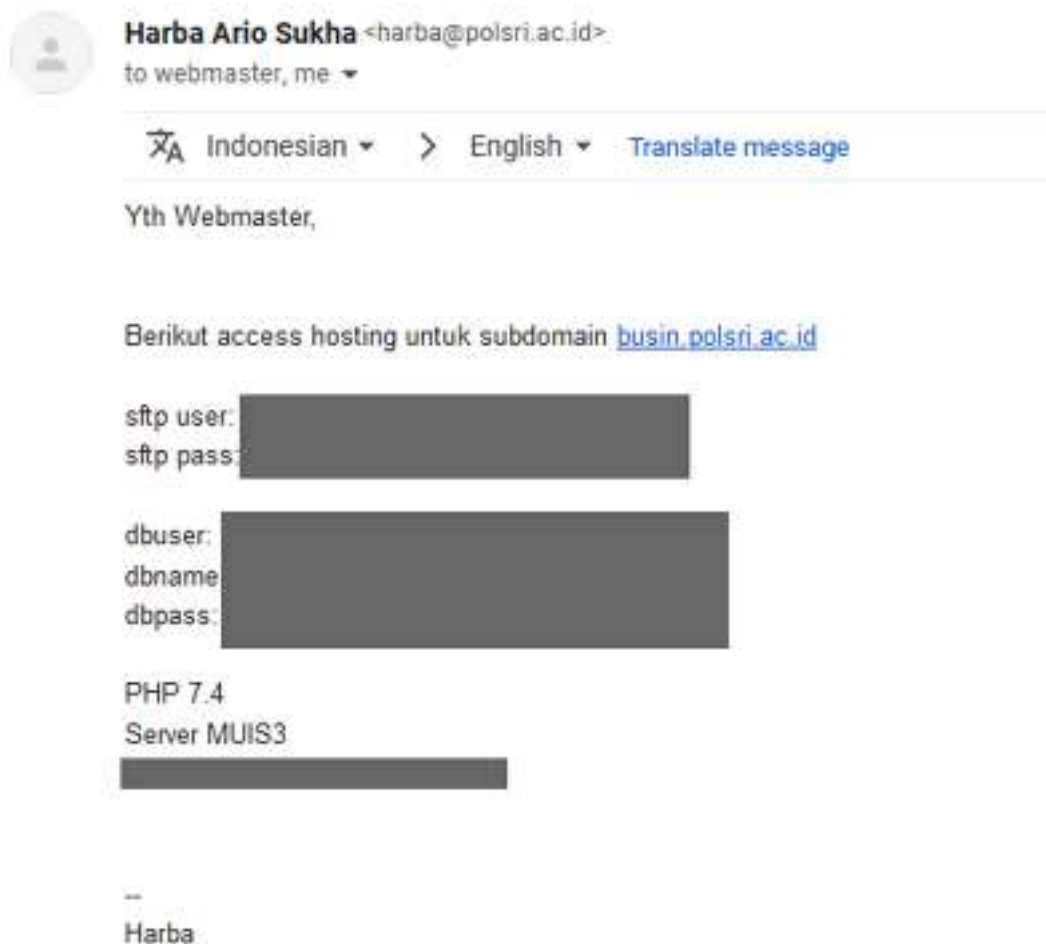 Harba Ario Sukha <harba@polsri.ac.id>
to webmaster, me
Indonesian > English Translate message
Yth Webmaster,
Berikut access hosting untuk subdomain busin.polsri.ac.id
sftp user:
sftp pass:
dbuser:
dbname
dbpass:
PHP 7.4
Server MUIS3
--
Harba